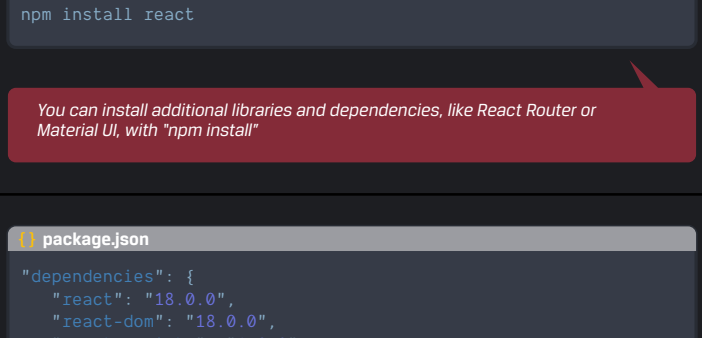 npm install react
You can install additional libraries and dependencies, like React Router or
Material UI, with "npm install"
{} package.json
"dependencies": {
"react": "18.0.0",
"react-dom": "18.0.0",